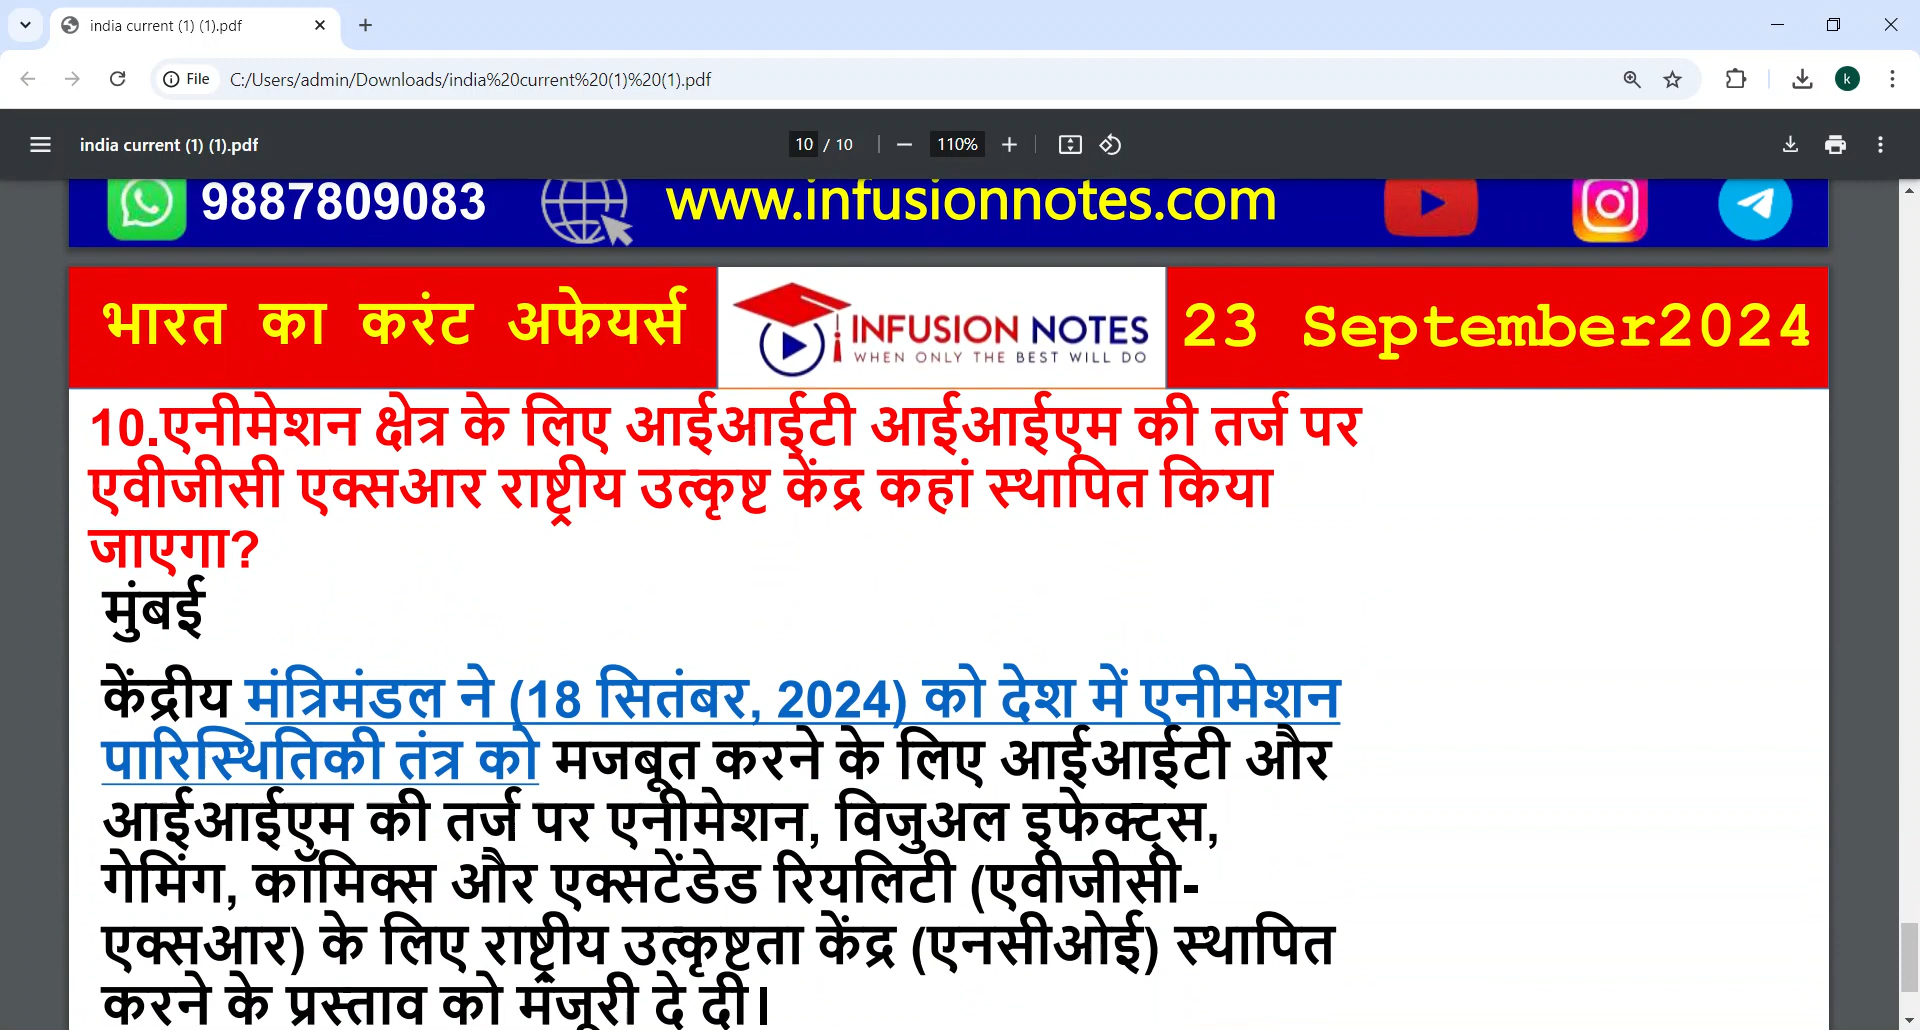 india current (1) (1).pdf
File C:/Users/admin/Downloads/india%20current%20(1)%20(1).pdf
k
india current (1) (1).pdf 10 / 10 110%
9887809083 www.infusionnotes.com
भारत का करंट अफेयर्स INFUSION NOTES 23 September2024
WHEN ONLY THE BEST WILL DO
10.एनीमेशन क्षेत्र के लिए आईआईटी आईआईएम की तर्ज पर
एवीजीसी एक्सआर राष्ट्रीय उत्कृष्ट केंद्र कहां स्थापित किया
जाएगा?
मुंबई
केंद्रीय मंत्रिमंडल ने (18 सितंबर, 2024) को देश में एनीमेशन
पारिस्थितिकी तंत्र को मजबूत करने के लिए आईआईटी और
आईआईएम की तर्ज पर एनीमेशन, विजुअल इफेक्ट्स,
गेमिंग, कॉमिक्स और एक्सटेंडेड रियलिटी (एवीजीसी-
एक्सआर) के लिए राष्ट्रीय उत्कृष्टता केंद्र (एनसीओई) स्थापित
करने के प्रस्ताव को मंजूरी दे दी।